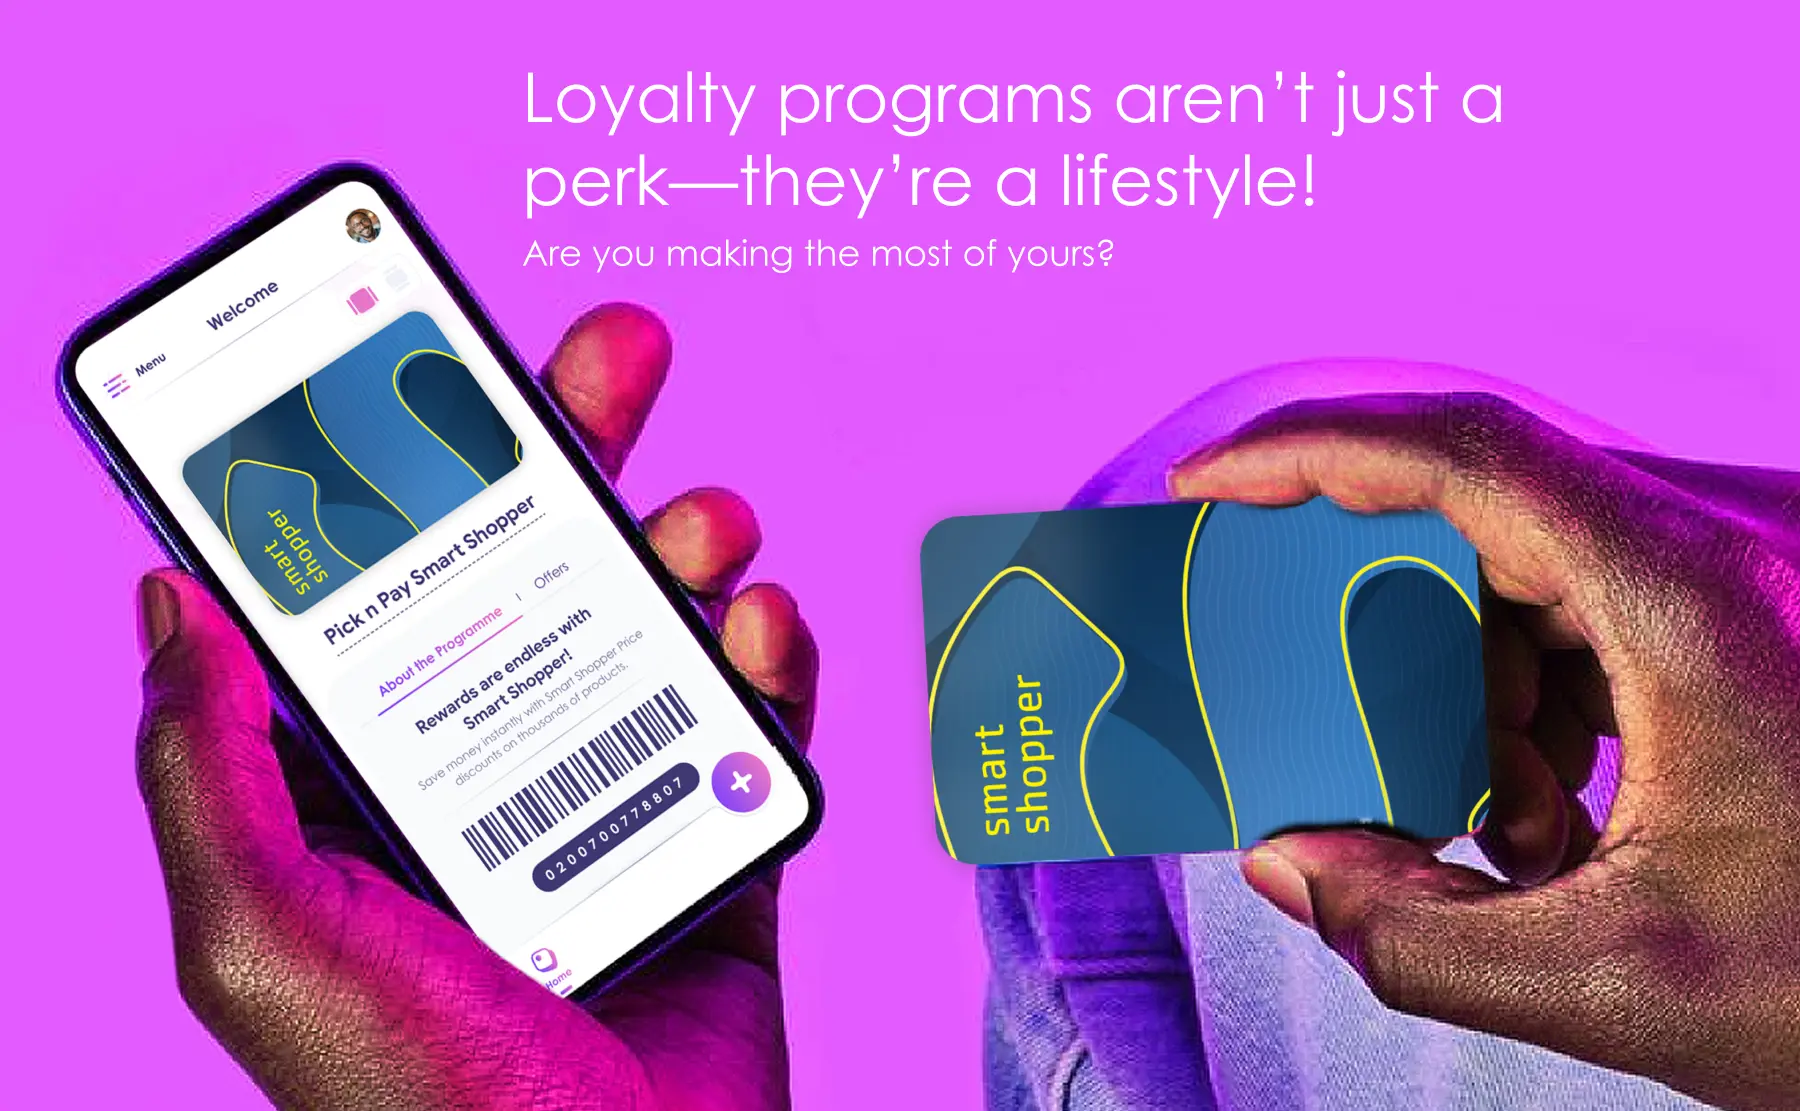 Loyalty programs aren’t just a
perk—they’re a lifestyle!
Are you making the most of yours?
Menu
Welcome
smart
shopper
Pick n Pay Smart Shopper
About the Programme | Offers
Rewards are endless with
Smart Shopper!
Save money instantly with Smart Shopper Price
discounts on thousands of products.
0200700778807
Home
smart
shopper